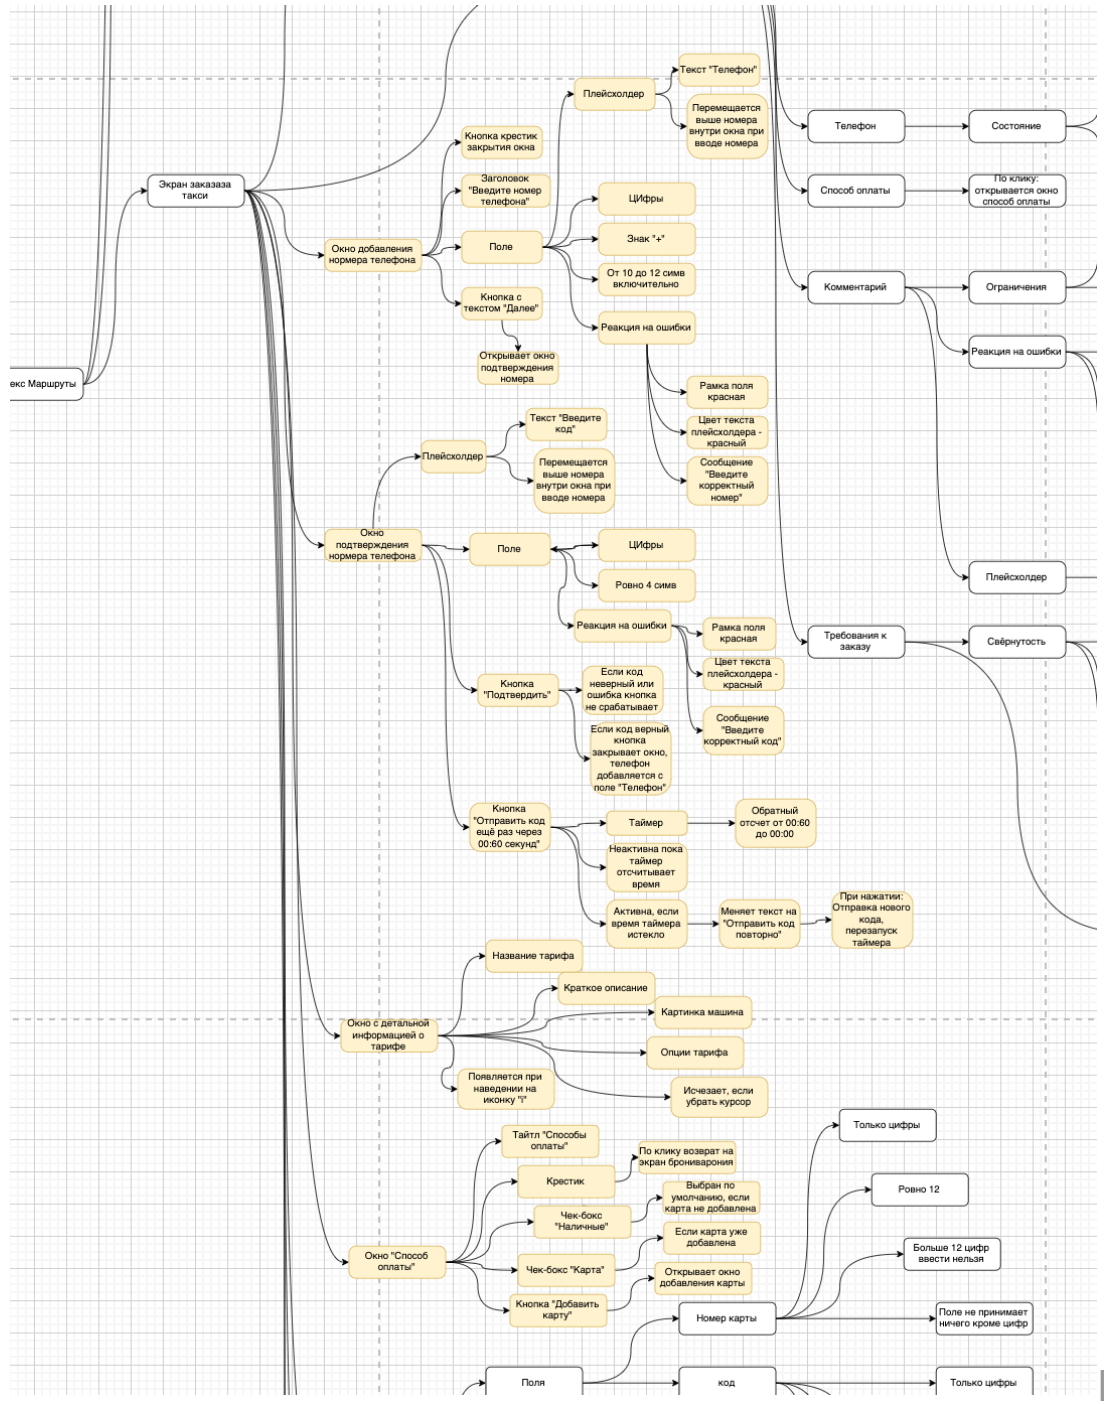 Текст "Телефон"
Плейсхолдер
Перемещается
выше номера
внутри окна при
вводе номера
Телефон
Состояние
Кнопка крестик
закрытия окна
Экран заказаза
такси
Заголовок
"Введите номер
телефона"
ЦИфры
Способ оплаты
По клику:
открывается окно
способ оплаты
Окно добавления
нормера телефона
Поле
Знак "+"
От 10 до 12 симв
включительно
Комментарий
Ограничения
Кнопка с
текстом "Далее"
Реакция на ошибки
Реакция на ошибки
Открывает окно
подтверждения
номера
екс Маршруты
Рамка поля
красная
Текст "Введите
код"
Цвет текста
плейсхолдера -
красный
Плейсхолдер
Перемещается
выше номера
внутри окна при
вводе номера
Сообщение
"Введите
корректный
номер"
Окно
подтверждения
нормера телефона
Поле
ЦИфры
Ровно 4 симв
Плейсхолдер
Реакция на ошибки
Рамка поля
красная
Требования к
заказу
Свёрнутость
Цвет текста
плейсхолдера -
красный
Кнопка
"Подтвердить"
Если код
неверный или
ошибка кнопка
не срабатывает
Сообщение
"Введите
корректный код"
Если код верный
кнопка
закрывает окно,
телефон
добавляется с
поле "Телефон"
Кнопка
"Отправить код
ещё раз через
00:60 секунд"
Таймер
Обратный
отсчет от 00:60
до 00:00
Неактивна пока
таймер
отсчитывает
время
Активна, если
время таймера
истекло
Меняет текст на
"Отправить код
повторно"
При нажатии:
Отправка нового
кода,
перезапуск
таймера
Название тарифа
Краткое описание
Картинка машина
Окно с детальной
информацией о
тарифе
Опции тарифа
Появляется при
наведении на
иконку "i"
Исчезает, если
убрать курсор
Тайтл "Способы
оплаты"
Только цифры
По клику возврат на
экран брониварония
Крестик
Выбран по
умолчанию, если
карта не добавлена
Ровно 12
Чек-бокс
"Наличные"
Если карта уже
добавлена
Больше 12 цифр
ввести нельзя
Окно "Способ
оплаты"
Чек-бокс "Карта"
Открывает окно
добавления карты
Кнопка "Добавить
карту"
Номер карты
Поле не принимает
ничего кроме цифр
Поля
код
Только цифры